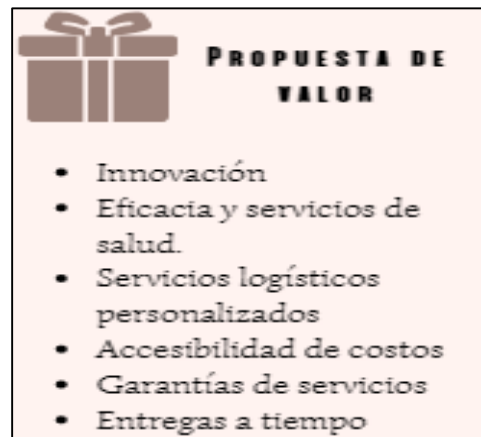 PROPUESTA DE
VALOR
• Innovación
• Eficacia y servicios de
salud.
• Servicios logísticos
personalizados
• Accesibilidad de costos
• Garantías de servicios
• Entregas a tiempo